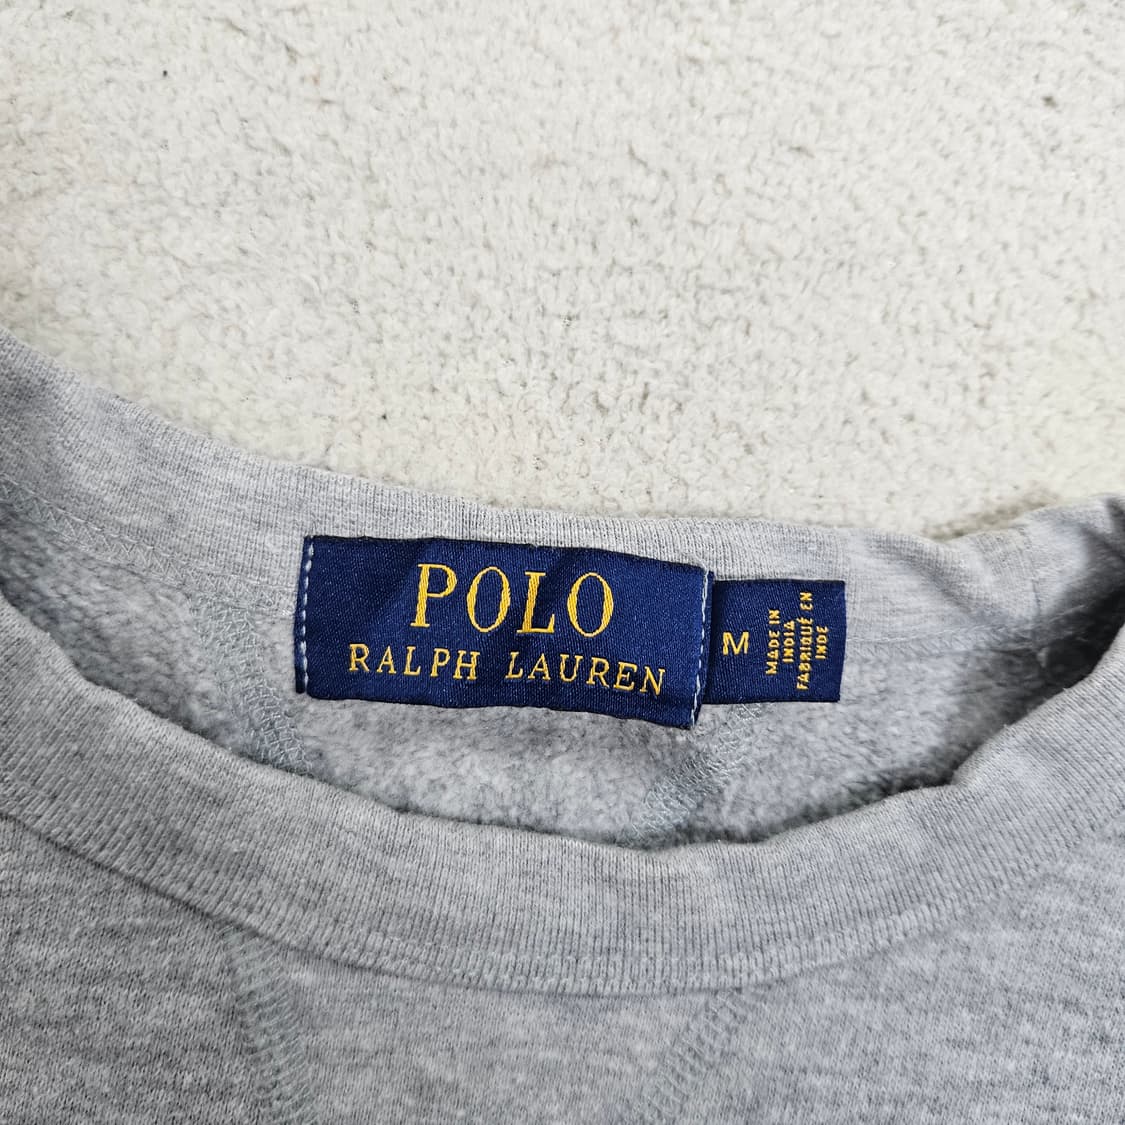 POLO
RALPH LAUREN
M
MADE IN
INDIA
FABRIQUÉ EN
INDE